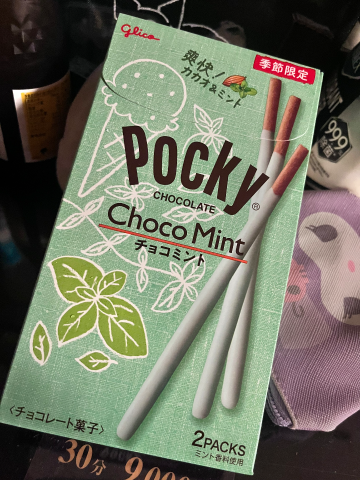 glico
季節限定
爽快!
カカオ&ミント
Pocky®
CHOCOLATE
Choco Mint
チョコミント
〈チョコレート菓子〉
2PACKS
ミント香料使用
30分
999